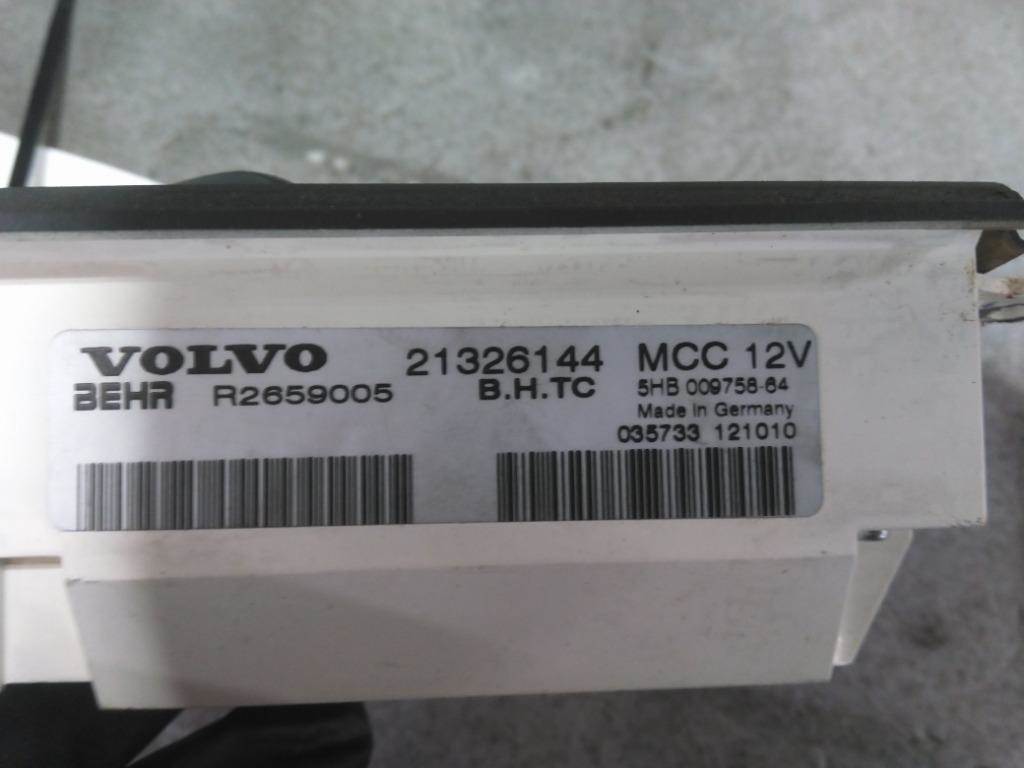 VOLVO 21326144 MCC 12V
BEHR R2659005 B.H.TC 5HB 009758-64
Made in Germany
035733 121010